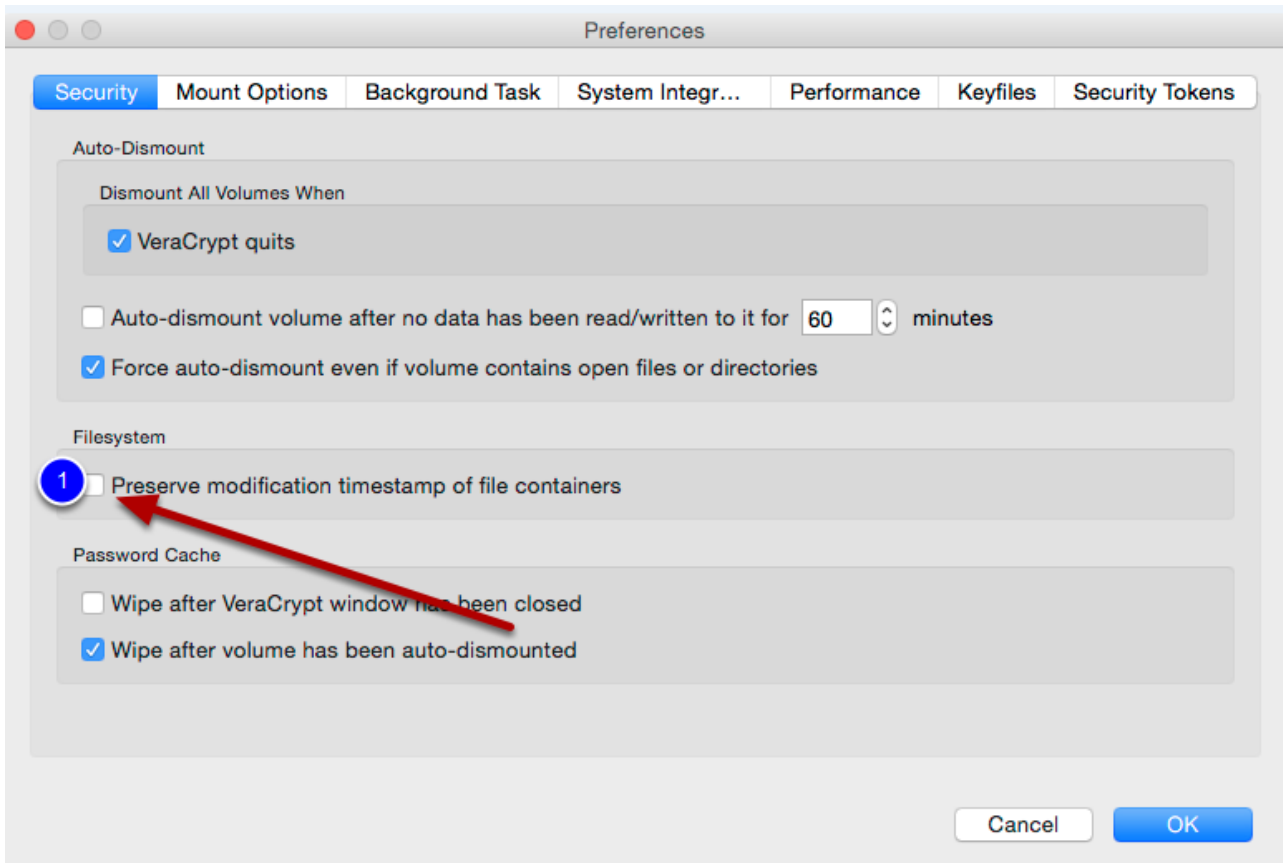 Preferences
Security Mount Options Background Task System Integr... Performance Keyfiles Security Tokens
Auto-Dismount
Dismount All Volumes When
VeraCrypt quits
Auto-dismount volume after no data has been read/written to it for 60 minutes
Force auto-dismount even if volume contains open files or directories
Filesystem
1 Preserve modification timestamp of file containers
Password Cache
Wipe after VeraCrypt window has been closed
Wipe after volume has been auto-dismounted
Cancel OK